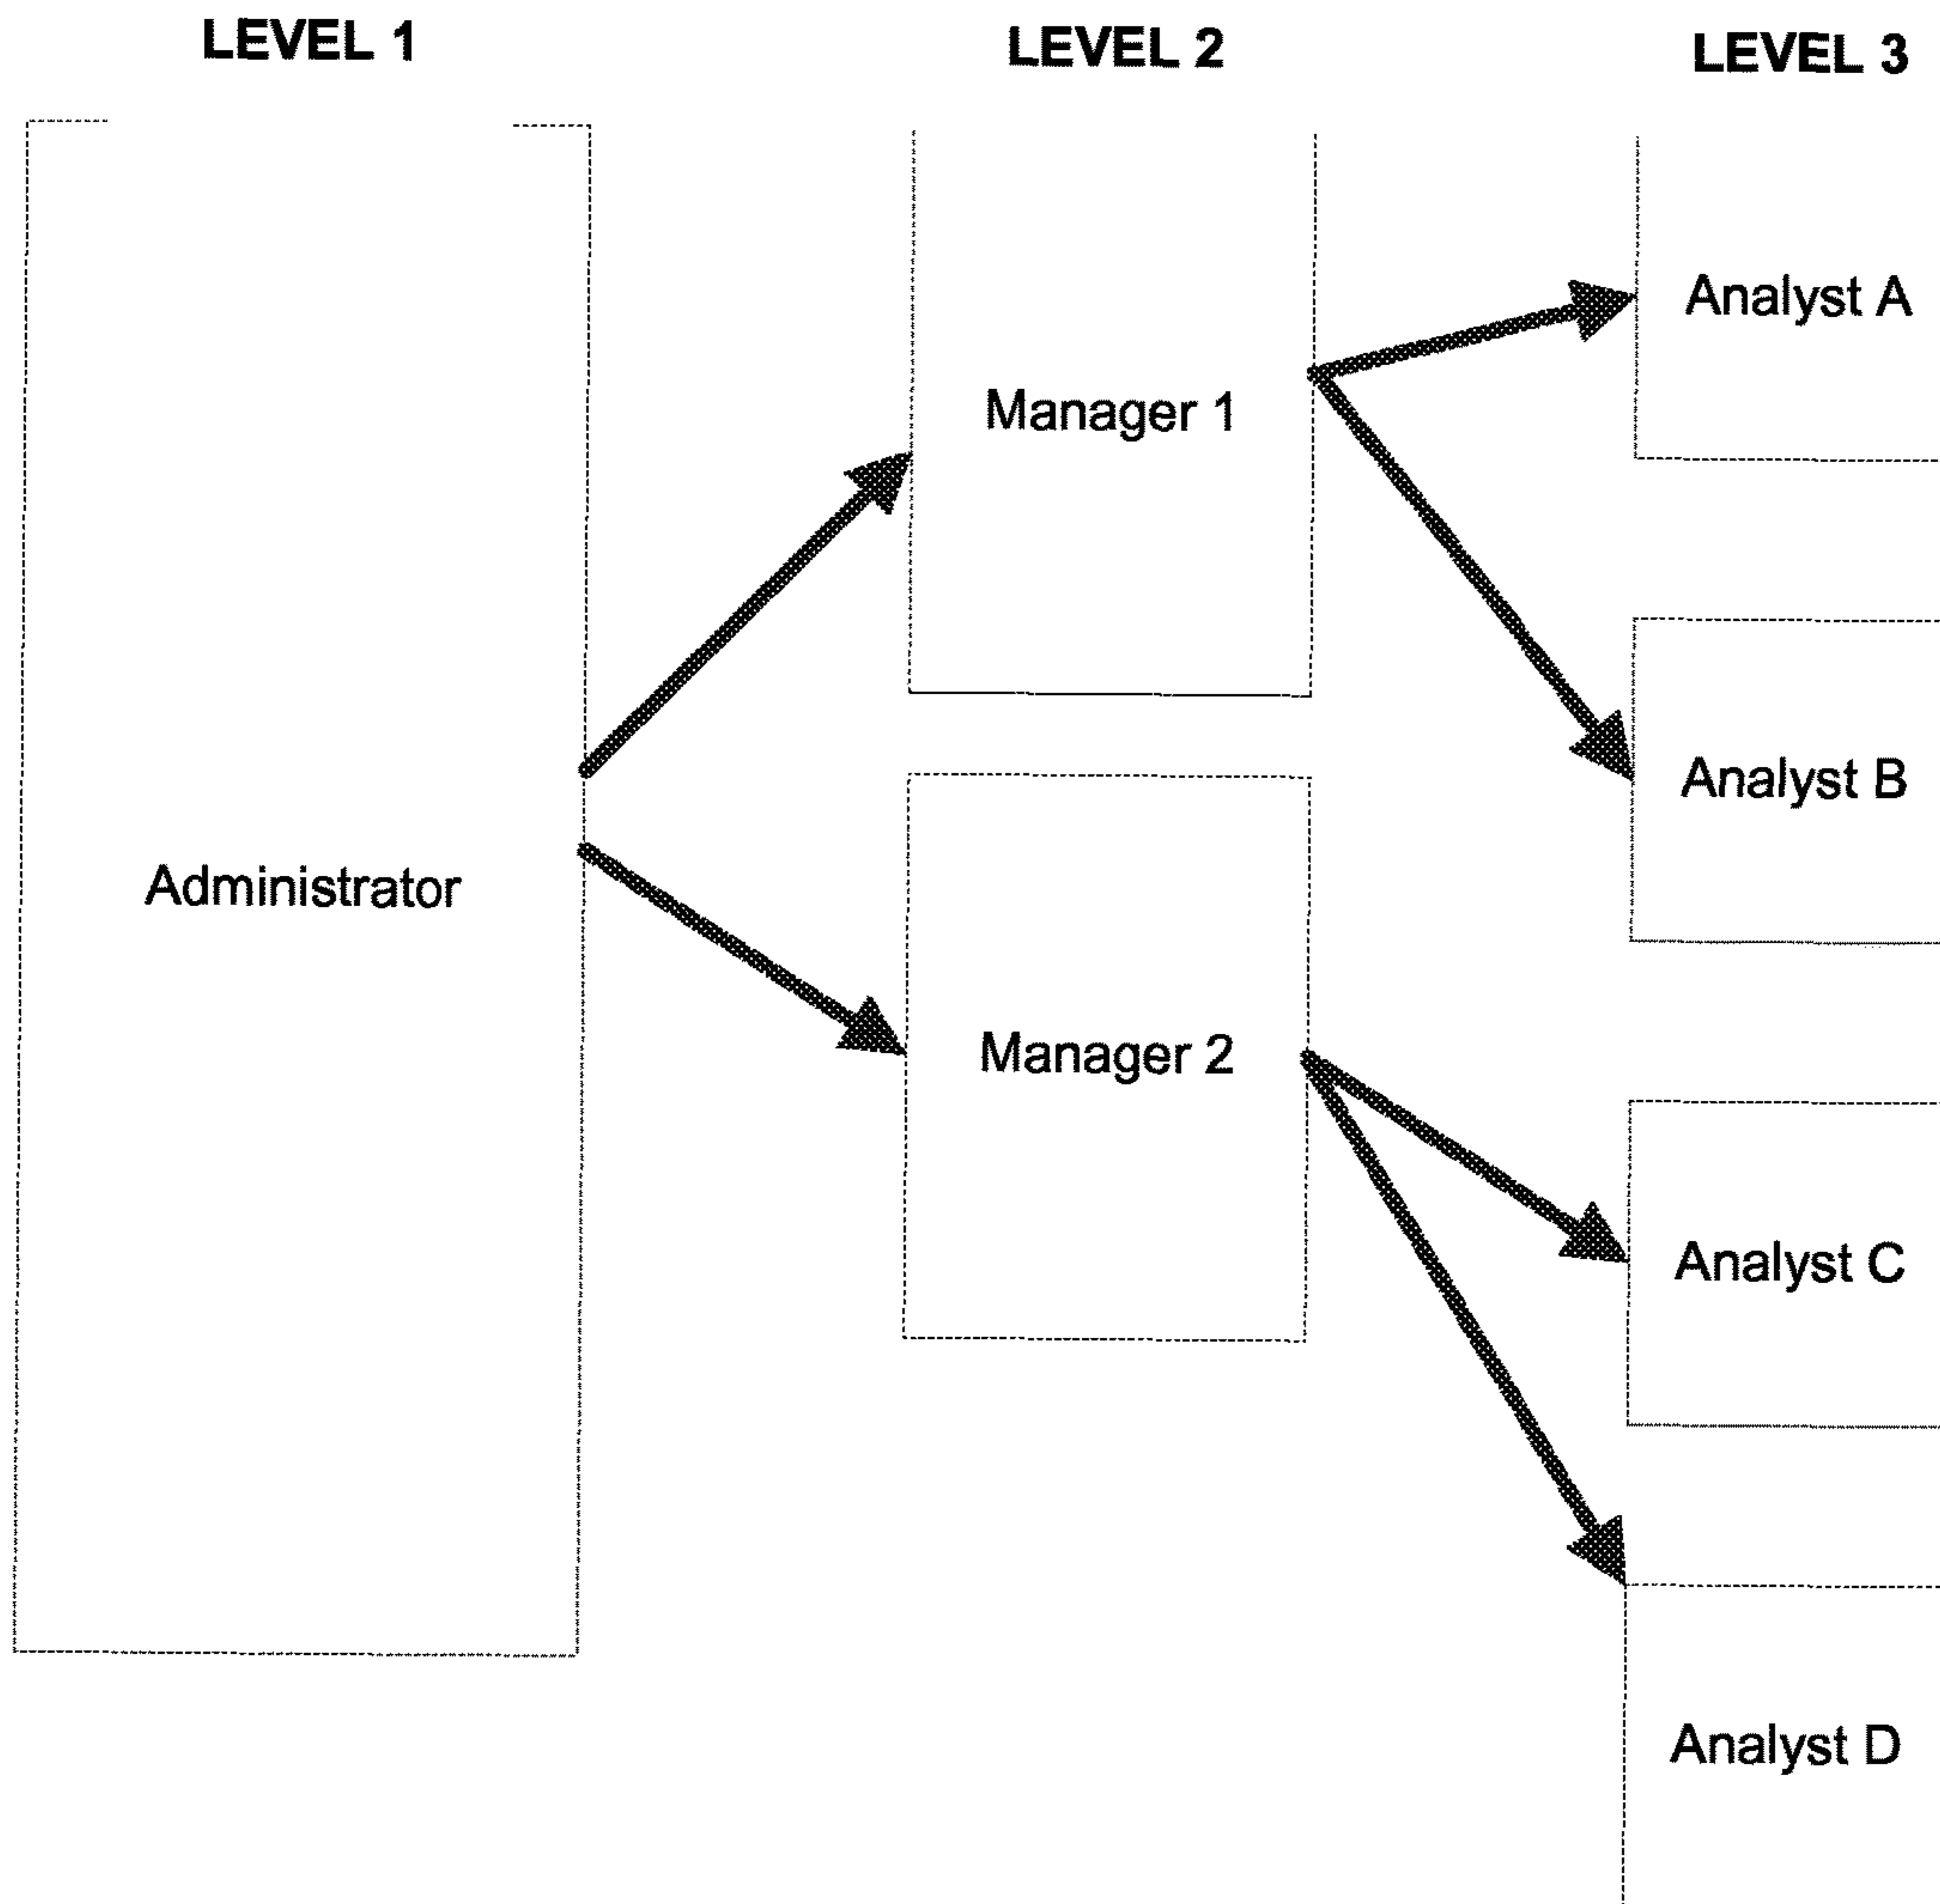 LEVEL 1
LEVEL 2
LEVEL 3
Administrator
Manager 1
Manager 2
Analyst A
Analyst B
Analyst C
Analyst D